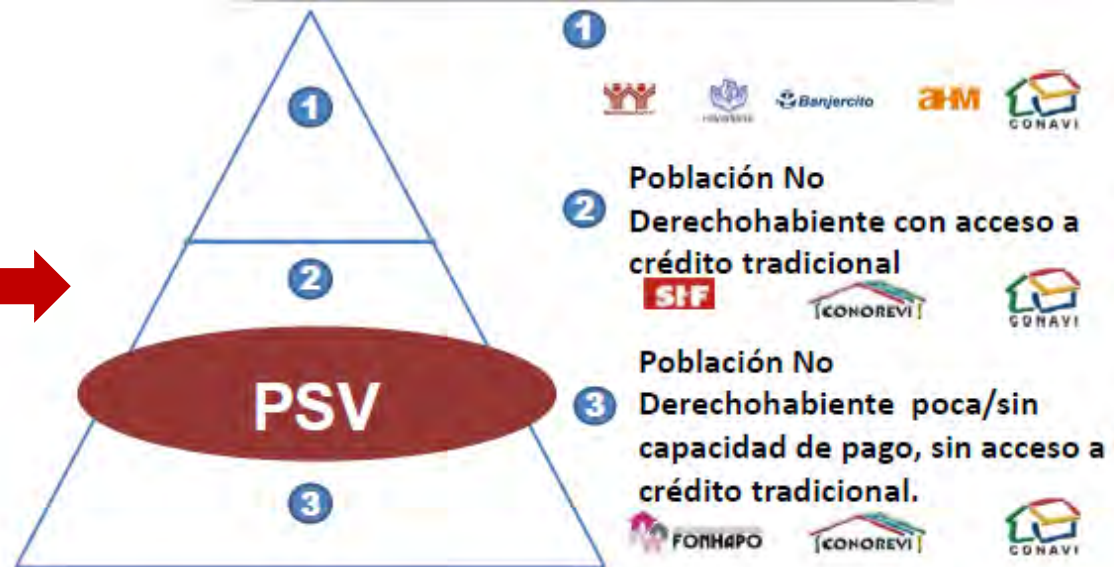 1
1
Banjercito
aHM
CONAVI
Población No
2
Derechohabiente con acceso a
crédito tradicional
2
SHF
CONOREVI
CONAVI
Población No
PSV
3
Derechohabiente poca/sin
capacidad de pago, sin acceso a
crédito tradicional.
3
FONHAPO
CONOREVI
CONAVI